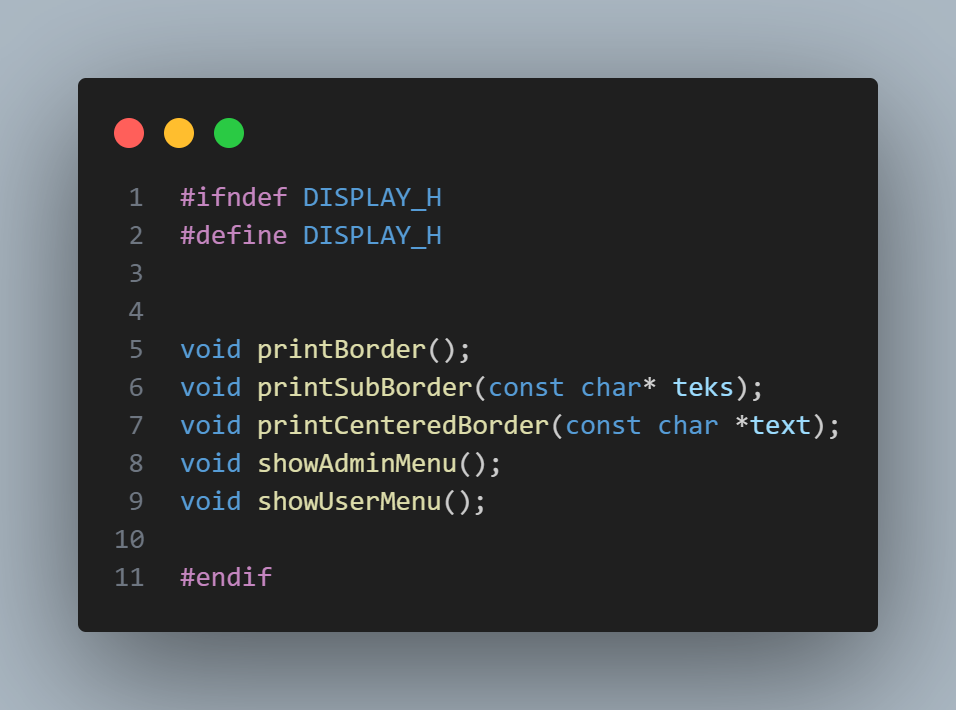 1 #ifndef DISPLAY_H
2 #define DISPLAY_H
3
4
5 void printBorder();
6 void printSubBorder(const char* teks);
7 void printCenteredBorder(const char *text);
8 void showAdminMenu();
9 void showUserMenu();
10
11 #endif